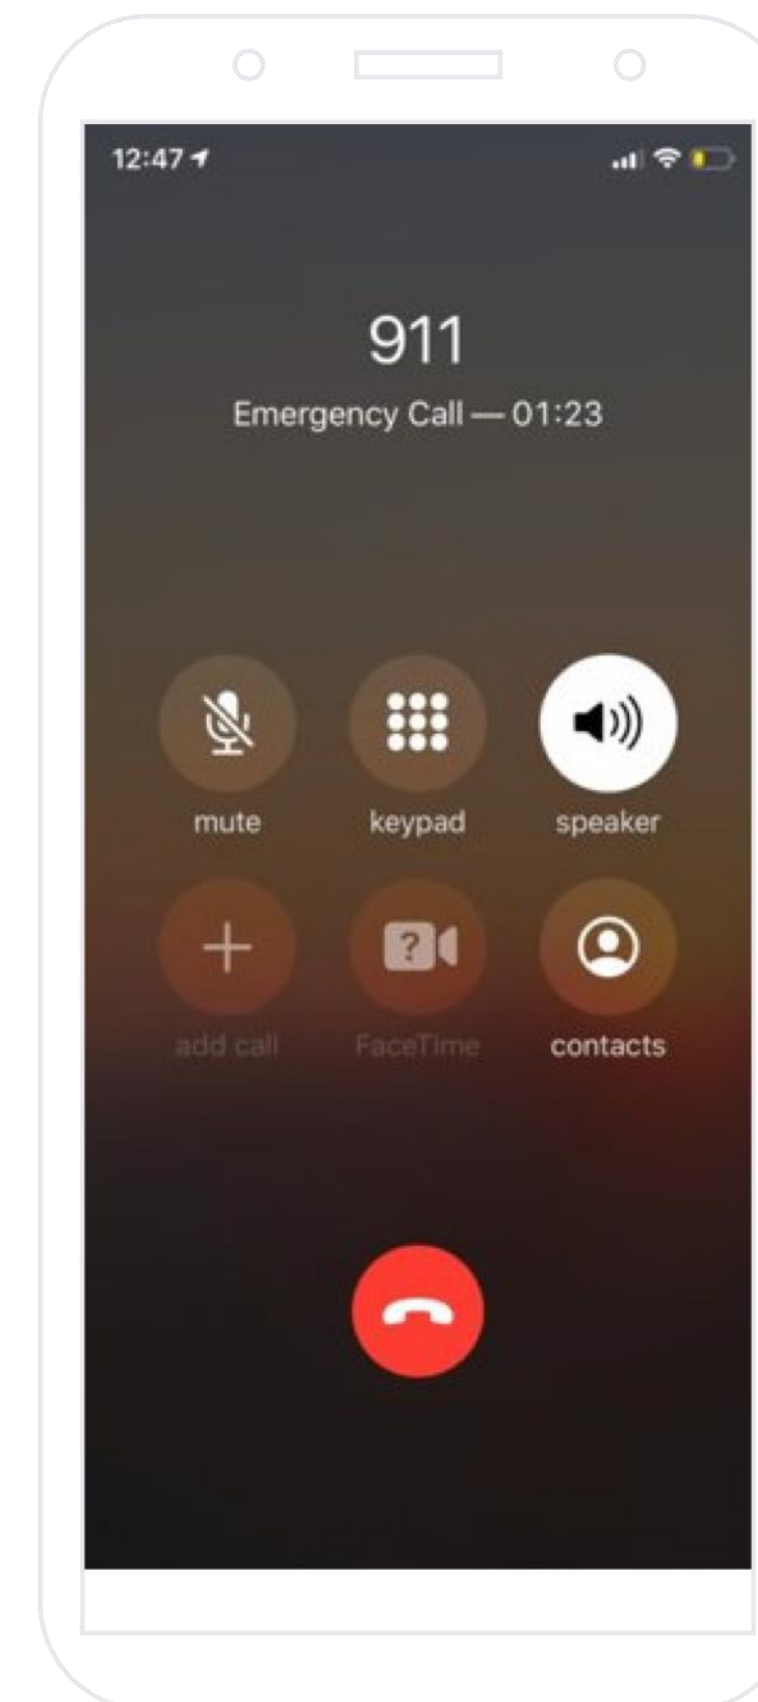 12:47
911
Emergency Call — 01:23
mute keypad speaker
?
add call FaceTime contacts